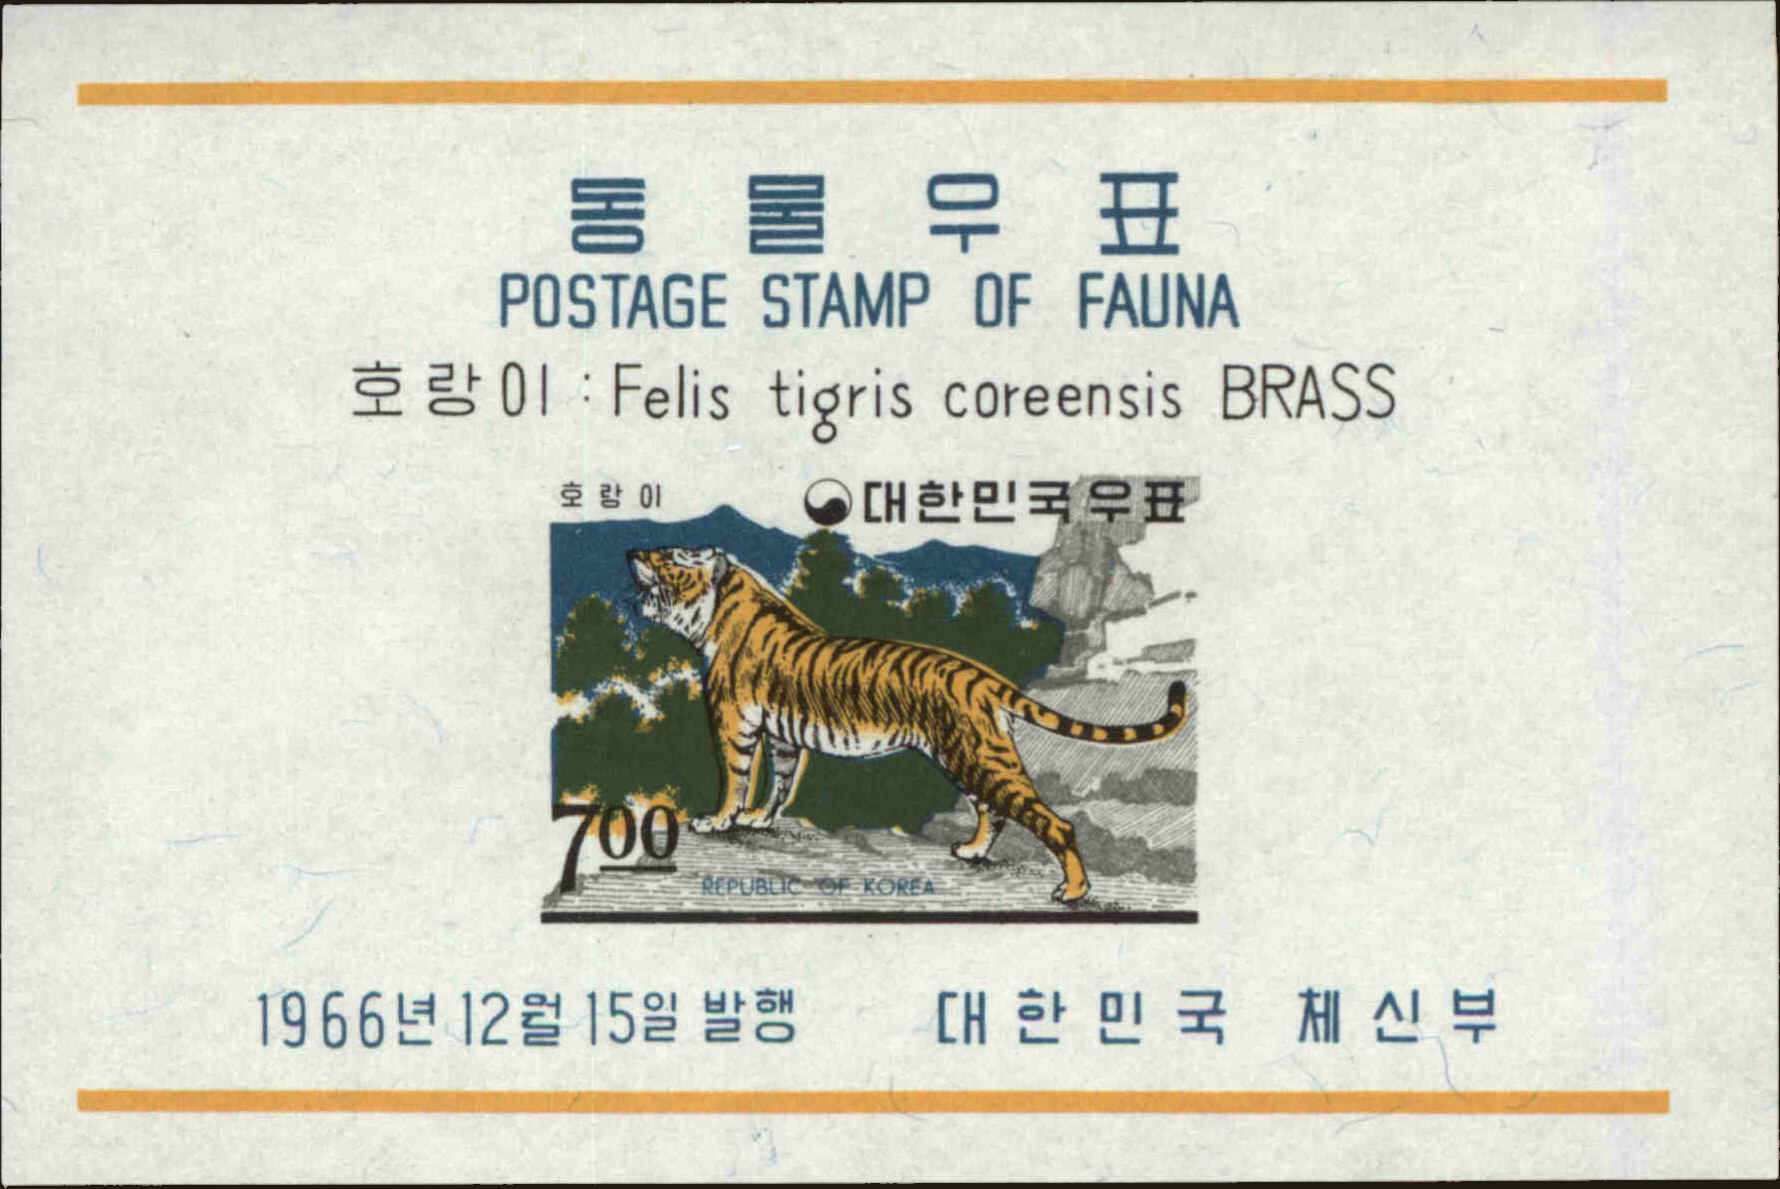 동물우표
POSTAGE STAMP OF FAUNA
호랑이 : Felis tigris coreensis BRASS
호랑이
대한민국우표
700
REPUBLIC OF KOREA
1966년 12월 15일 발행 대한민국 체신부